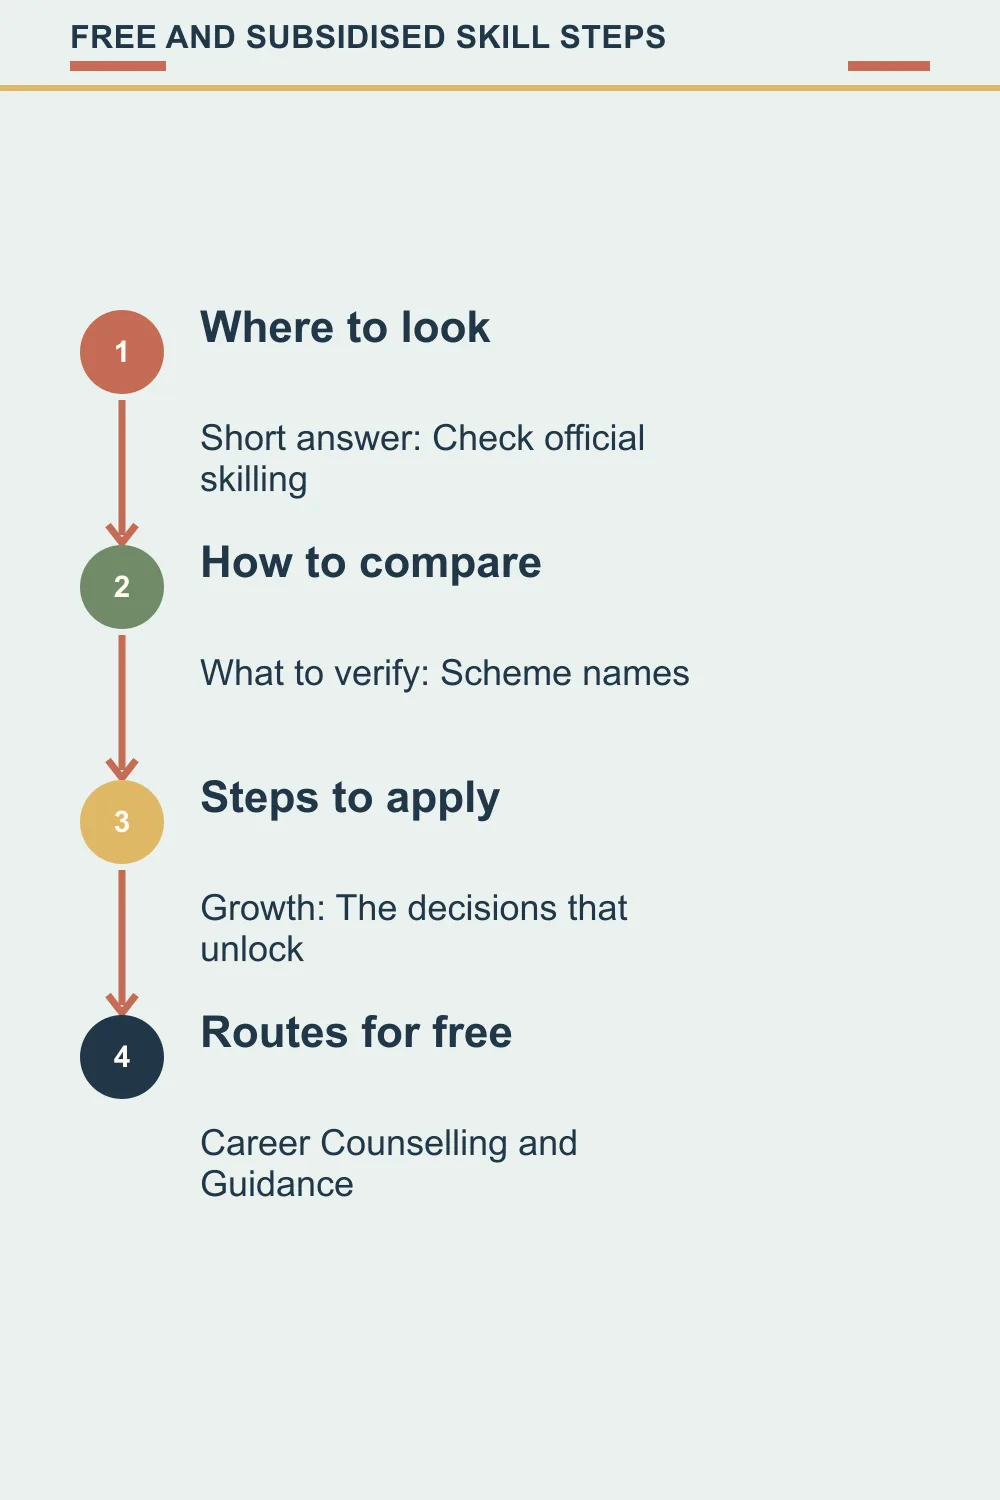 FREE AND SUBSIDISED SKILL STEPS
1
Where to look
Short answer: Check official
skilling
2
How to compare
What to verify: Scheme names
3
Steps to apply
Growth: The decisions that
unlock
4
Routes for free
Career Counselling and
Guidance